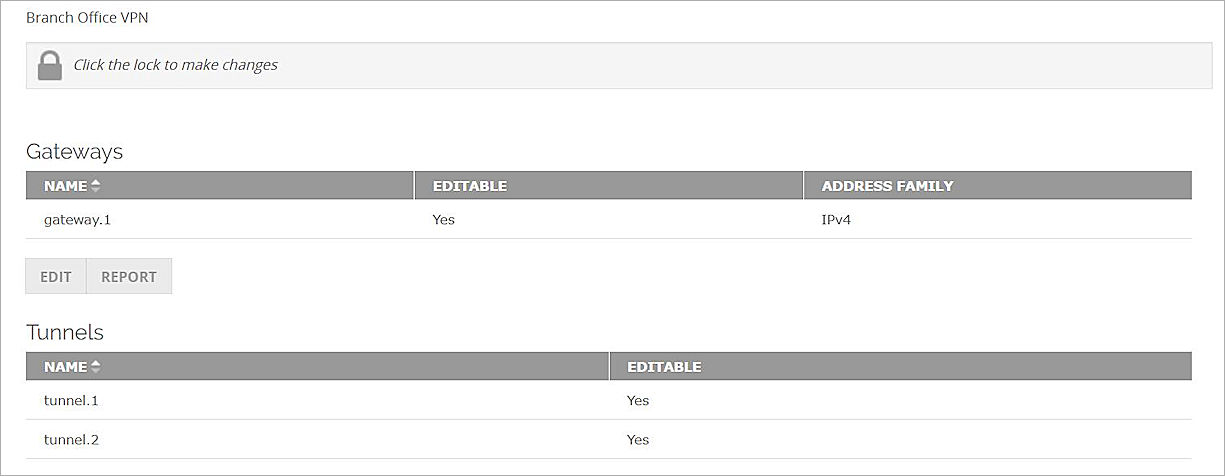 Branch Office VPN
Click the lock to make changes
Gateways
NAME EDITABLE ADDRESS FAMILY
gateway.1 Yes IPv4
EDIT REPORT
Tunnels
NAME EDITABLE
tunnel.1 Yes
tunnel.2 Yes